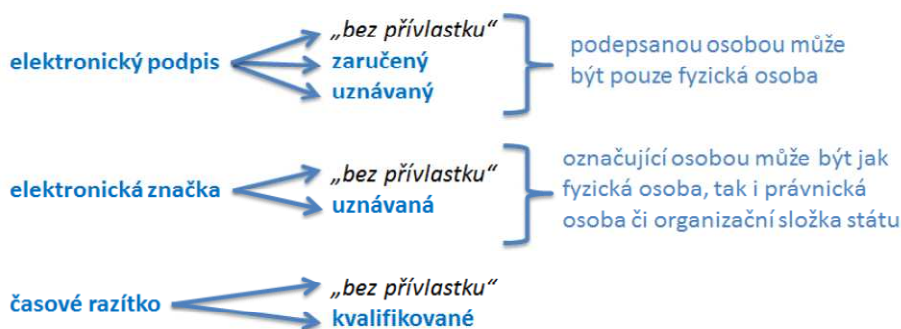 elektronický podpis
„bez přívlastku“
zaručený
uznávaný
podepsanou osobou může
být pouze fyzická osoba
elektronická značka
„bez přívlastku“
uznávaná
označující osobou může být jak
fyzická osoba, tak i právnická
osoba či organizační složka státu
časové razítko
„bez přívlastku“
kvalifikované